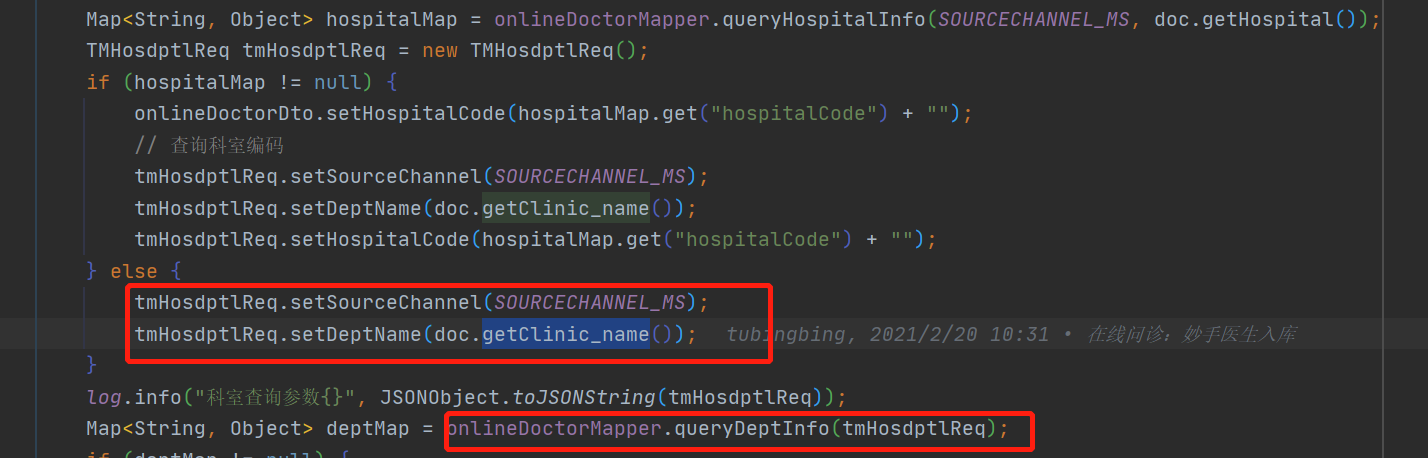 Map<String, Object> hospitalMap = onlineDoctorMapper.queryHospitalInfo(SOURCECHANNEL_MS, doc.getHospital());
TMHosdptlReq tmHosdptlReq = new TMHosdptlReq();
if (hospitalMap != null) {
onlineDoctorDto.setHospitalCode(hospitalMap.get("hospitalCode") + "");
// 查询科室编码
tmHosdptlReq.setSourceChannel(SOURCECHANNEL_MS);
tmHosdptlReq.setDeptName(doc.getClinic_name());
tmHosdptlReq.setHospitalCode(hospitalMap.get("hospitalCode") + "");
} else {
tmHosdptlReq.setSourceChannel(SOURCECHANNEL_MS);
tmHosdptlReq.setDeptName(doc.getClinic_name()); tubingbing, 2021/2/20 10:31 • 在线问诊：妙手医生入库
}
log.info("科室查询参数{}", JSONObject.toJSONString(tmHosdptlReq));
Map<String, Object> deptMap = onlineDoctorMapper.queryDeptInfo(tmHosdptlReq);
if (deptMap != null) {